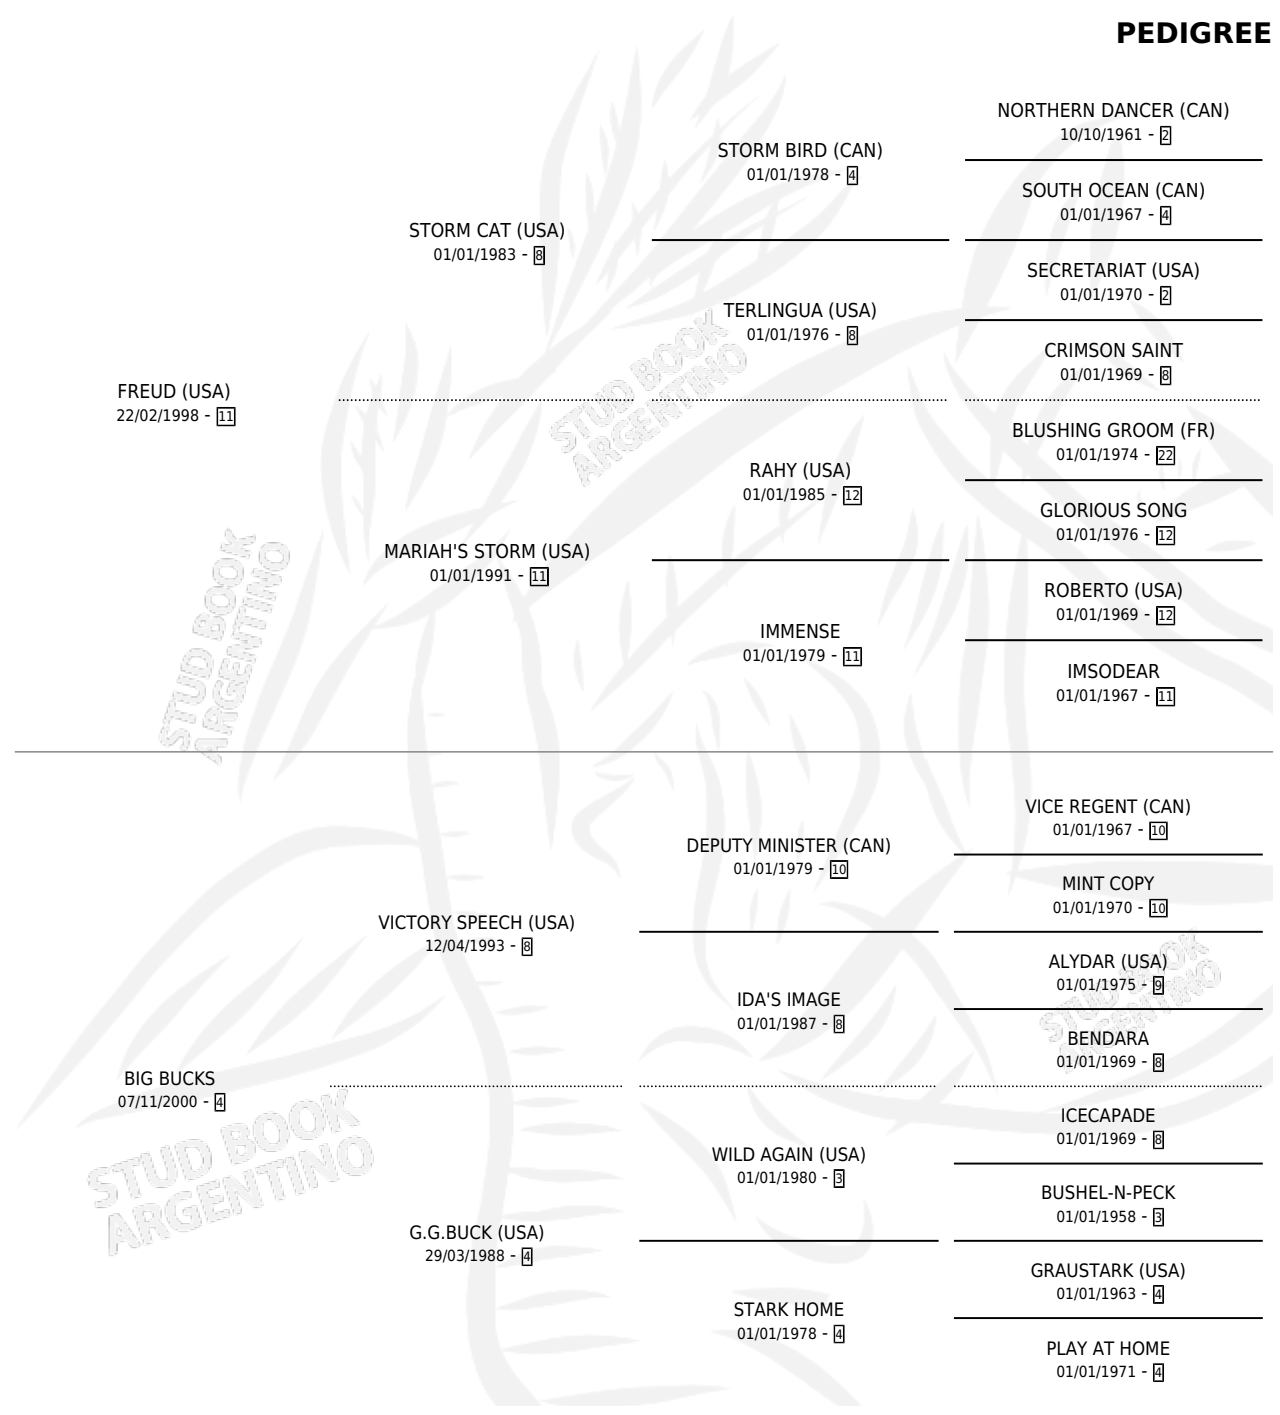 PEDIGREE
FREUD (USA)
22/02/1998 - 11
STORM CAT (USA)
01/01/1983 - 8
STORM BIRD (CAN)
01/01/1978 - 4
NORTHERN DANCER (CAN)
10/10/1961 - 2
SOUTH OCEAN (CAN)
01/01/1967 - 4
TERLINGUA (USA)
01/01/1976 - 8
SECRETARIAT (USA)
01/01/1970 - 2
CRIMSON SAINT
01/01/1969 - 8
MARIAH'S STORM (USA)
01/01/1991 - 11
RAHY (USA)
01/01/1985 - 12
BLUSHING GROOM (FR)
01/01/1974 - 22
GLORIOUS SONG
01/01/1976 - 12
IMMENSE
01/01/1979 - 11
ROBERTO (USA)
01/01/1969 - 12
IMSODEAR
01/01/1967 - 11
BIG BUCKS
07/11/2000 - 4
VICTORY SPEECH (USA)
12/04/1993 - 8
DEPUTY MINISTER (CAN)
01/01/1979 - 10
VICE REGENT (CAN)
01/01/1967 - 10
MINT COPY
01/01/1970 - 10
IDA'S IMAGE
01/01/1987 - 8
ALYDAR (USA)
01/01/1975 - 9
BENDARA
01/01/1969 - 8
G.G.BUCK (USA)
29/03/1988 - 4
WILD AGAIN (USA)
01/01/1980 - 3
ICECAPADE
01/01/1969 - 8
BUSHEL-N-PECK
01/01/1958 - 3
STARK HOME
01/01/1978 - 4
GRAUSTARK (USA)
01/01/1963 - 4
PLAY AT HOME
01/01/1971 - 4
STUD BOOK
ARGENTINO
STUD BOOK
ARGENTINO
STUD BOOK
ARGENTINO
STUD BOOK
ARGENTINO